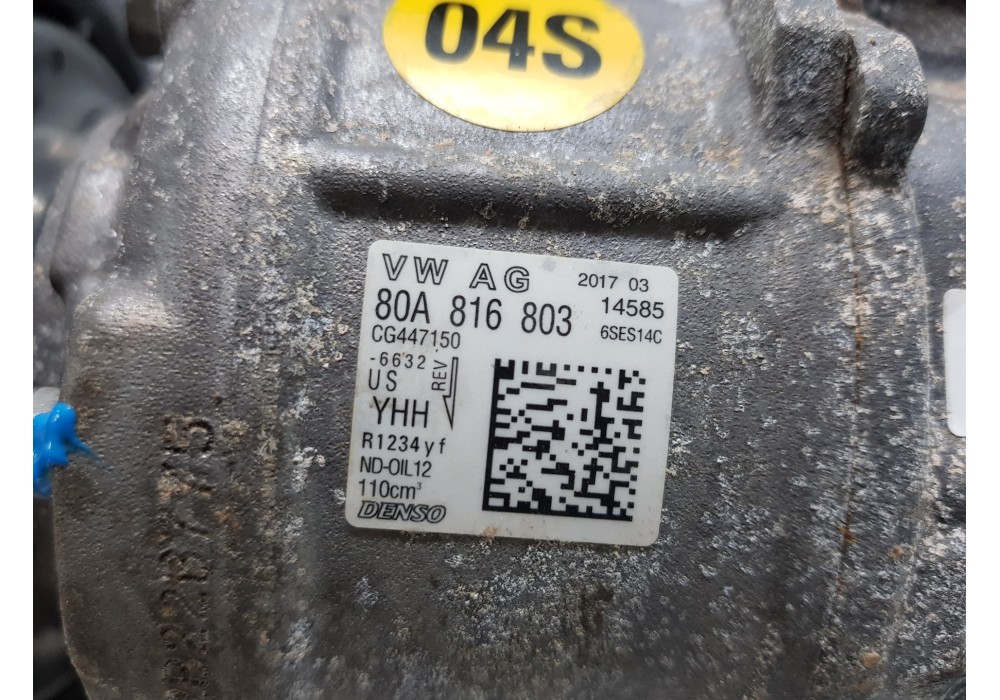 04S
VW AG 2017 03
80A 816 803 14585
CG447150 6SES14C
-6632
REV
US
YHH
R1234yf
ND-OIL12
110cm³
DENSO